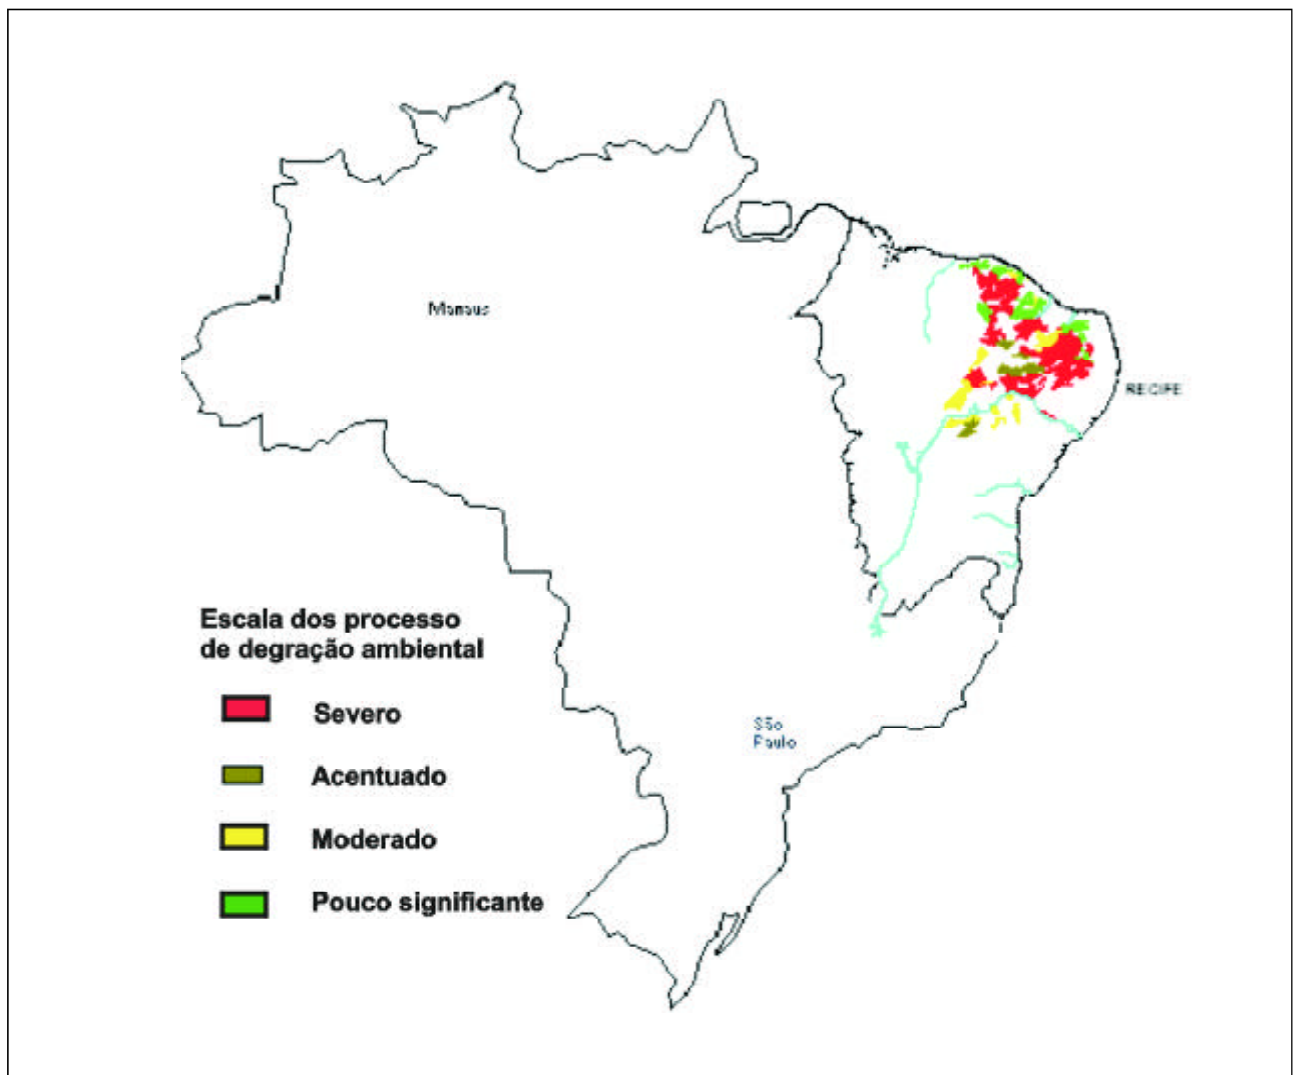 Manaus
RECIFE
Escala dos processo
de degração ambiental
Severo
São
Paulo
Acentuado
Moderado
Pouco significante